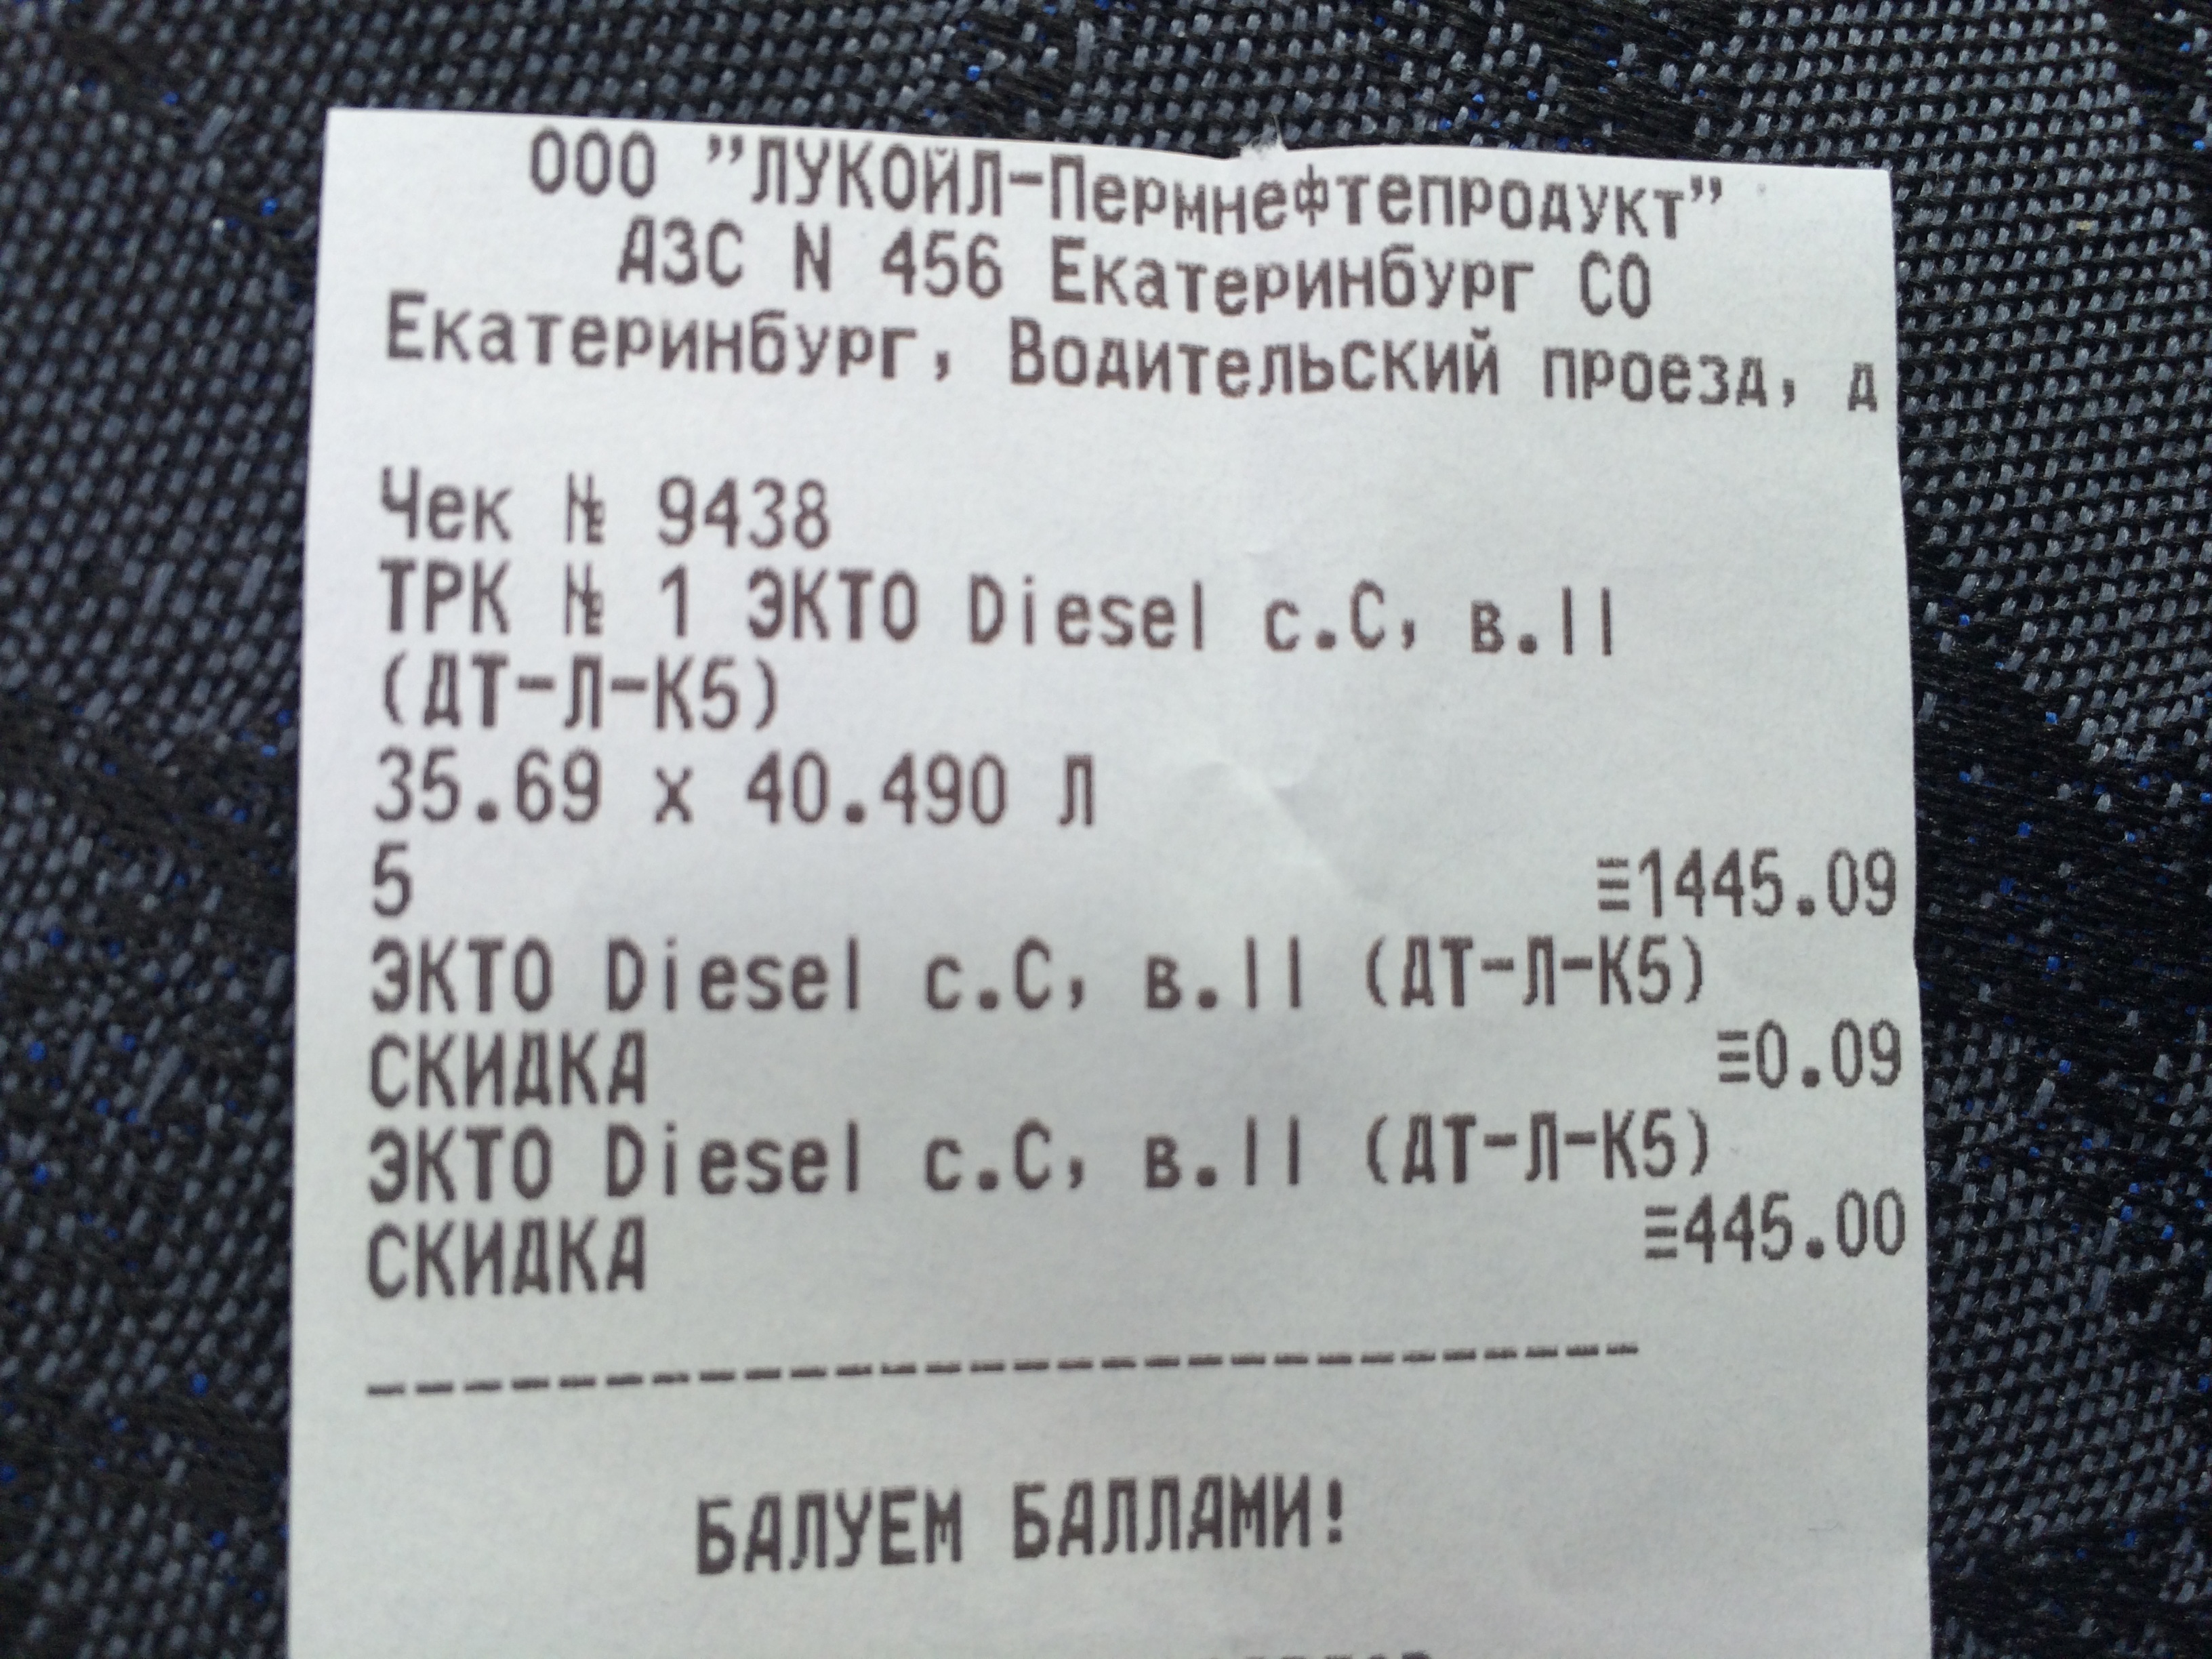 ООО "ЛУКОЙЛ-Пермнефтепродукт"
АЗС N 456 Екатеринбург СО
Екатеринбург, Водительский проезд, д
Чек № 9438
ТРК № 1 ЭКТО Diesel с.С, в.II
(ДТ-Л-К5)
35.69 x 40.490 Л
5 ≡1445.09
ЭКТО Diesel с.С, в.II (ДТ-Л-К5)
СКИДКА ≡0.09
ЭКТО Diesel с.С, в.II (ДТ-Л-К5)
СКИДКА ≡445.00
---------------------------
БАЛУЕМ БАЛЛАМИ!